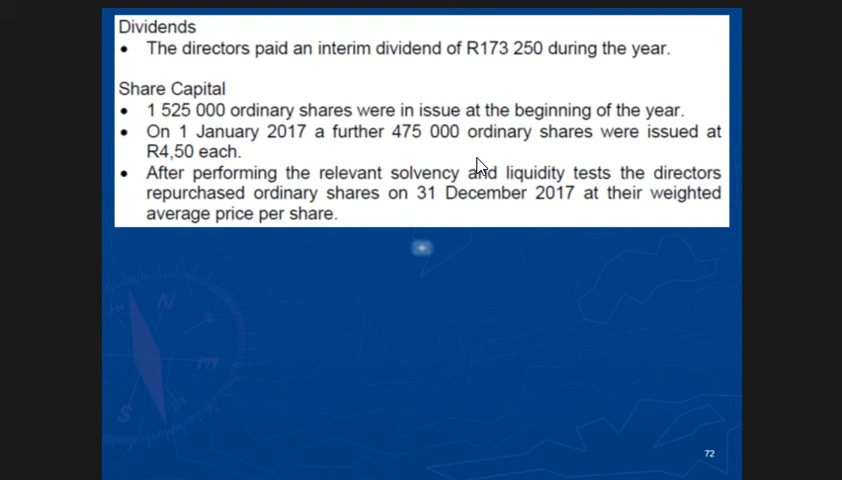 Dividends
• The directors paid an interim dividend of R173 250 during the year.
Share Capital
• 1 525 000 ordinary shares were in issue at the beginning of the year.
• On 1 January 2017 a further 475 000 ordinary shares were issued at
R4,50 each.
• After performing the relevant solvency and liquidity tests the directors
repurchased ordinary shares on 31 December 2017 at their weighted
average price per share.
N
E
S
72